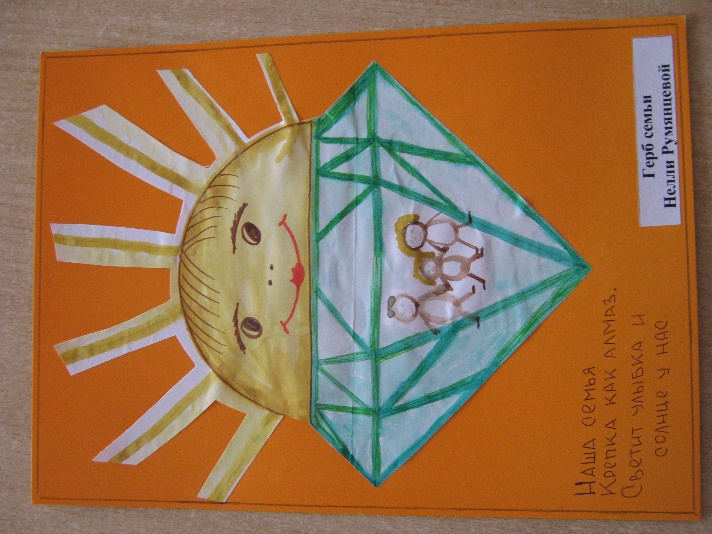 Герб семьи
Нелли Румянцевой
Наша семья
Крепка как алмаз.
Светит улыбка и
солнце у нас